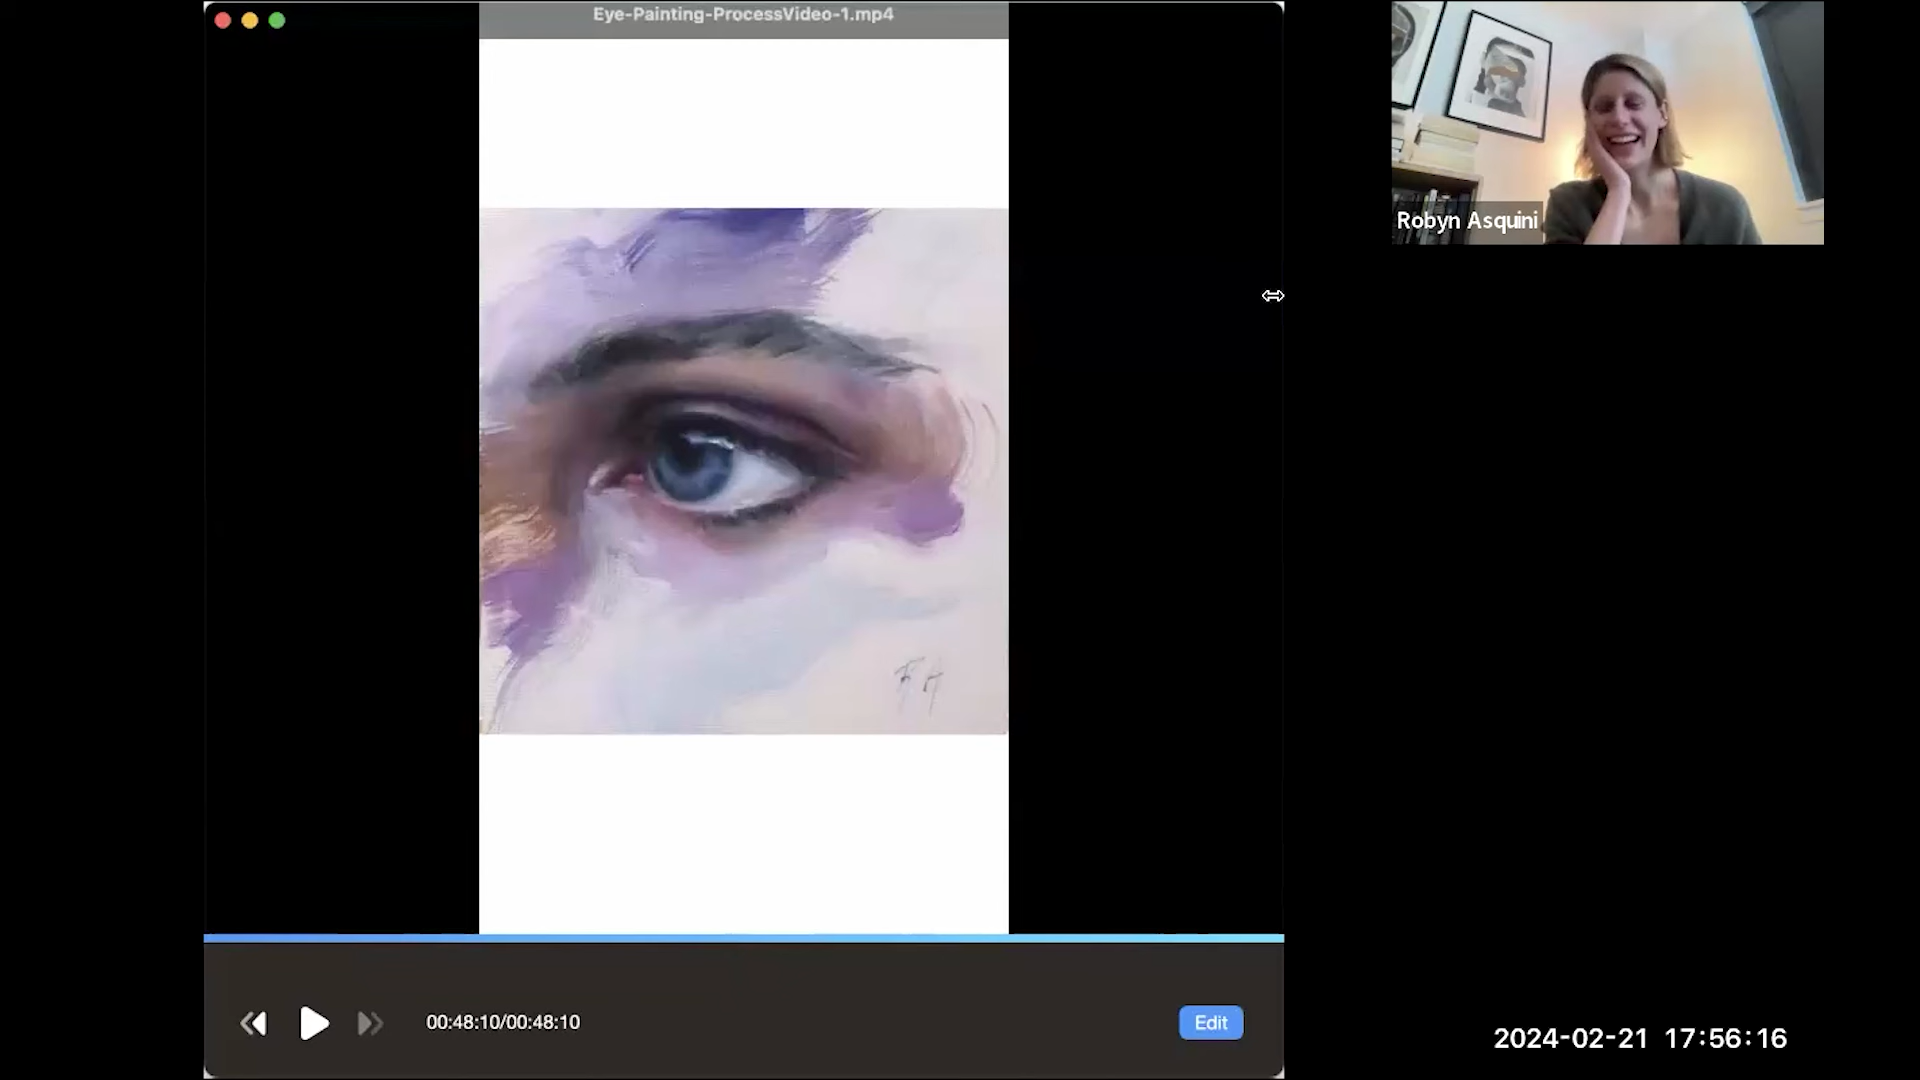 Eye-Painting-ProcessVideo-1.mp4
Robyn Asquini
RA
00:48:10/00:48:10
Edit
2024-02-21 17:56:16